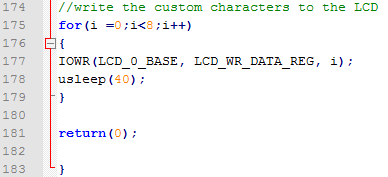 174 //write the custom characters to the LCD
175 for(i =0;i<8;i++)
176 {
177 IOWR(LCD_0_BASE, LCD_WR_DATA_REG, i);
178 usleep(40);
179 }
180
181 return(0);
182
183 }